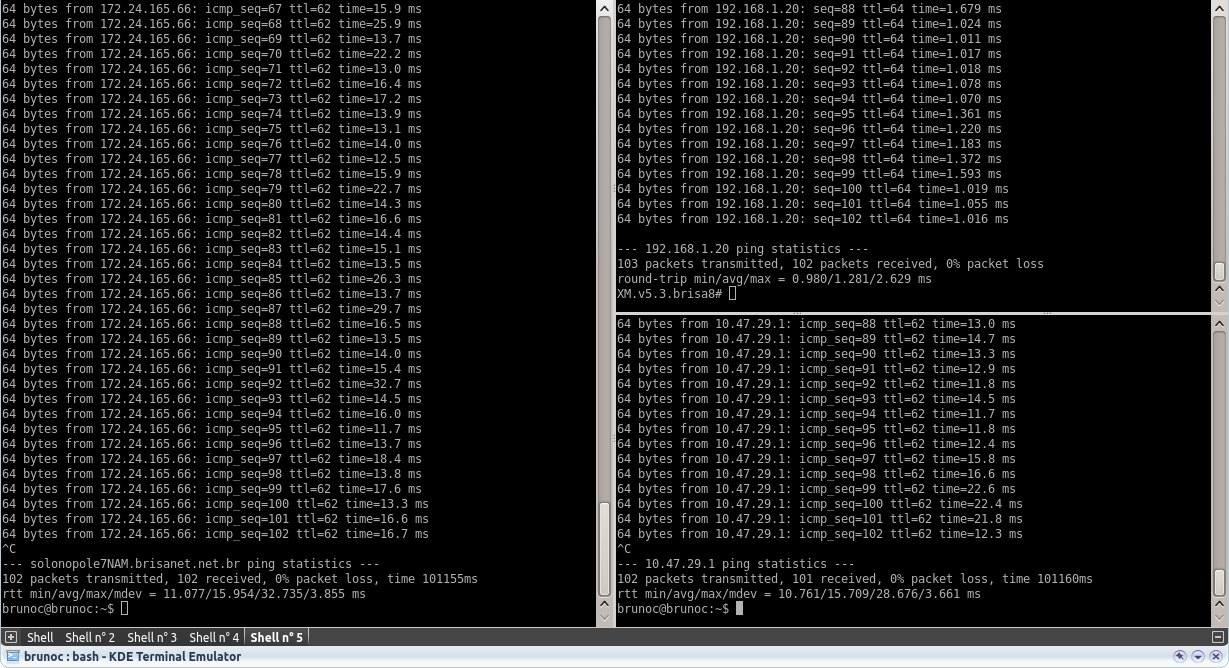 64 bytes from 172.24.165.66: icmp_seq=67 ttl=62 time=15.9 ms
64 bytes from 172.24.165.66: icmp_seq=68 ttl=62 time=25.9 ms
64 bytes from 172.24.165.66: icmp_seq=69 ttl=62 time=13.7 ms
64 bytes from 172.24.165.66: icmp_seq=70 ttl=62 time=22.2 ms
64 bytes from 172.24.165.66: icmp_seq=71 ttl=62 time=13.0 ms
64 bytes from 172.24.165.66: icmp_seq=72 ttl=62 time=16.4 ms
64 bytes from 172.24.165.66: icmp_seq=73 ttl=62 time=17.2 ms
64 bytes from 172.24.165.66: icmp_seq=74 ttl=62 time=13.9 ms
64 bytes from 172.24.165.66: icmp_seq=75 ttl=62 time=13.1 ms
64 bytes from 172.24.165.66: icmp_seq=76 ttl=62 time=14.0 ms
64 bytes from 172.24.165.66: icmp_seq=77 ttl=62 time=12.5 ms
64 bytes from 172.24.165.66: icmp_seq=78 ttl=62 time=15.9 ms
64 bytes from 172.24.165.66: icmp_seq=79 ttl=62 time=22.7 ms
64 bytes from 172.24.165.66: icmp_seq=80 ttl=62 time=14.3 ms
64 bytes from 172.24.165.66: icmp_seq=81 ttl=62 time=16.6 ms
64 bytes from 172.24.165.66: icmp_seq=82 ttl=62 time=14.4 ms
64 bytes from 172.24.165.66: icmp_seq=83 ttl=62 time=15.1 ms
64 bytes from 172.24.165.66: icmp_seq=84 ttl=62 time=13.5 ms
64 bytes from 172.24.165.66: icmp_seq=85 ttl=62 time=26.3 ms
64 bytes from 172.24.165.66: icmp_seq=86 ttl=62 time=13.7 ms
64 bytes from 172.24.165.66: icmp_seq=87 ttl=62 time=29.7 ms
64 bytes from 172.24.165.66: icmp_seq=88 ttl=62 time=16.5 ms
64 bytes from 172.24.165.66: icmp_seq=89 ttl=62 time=13.5 ms
64 bytes from 172.24.165.66: icmp_seq=90 ttl=62 time=14.0 ms
64 bytes from 172.24.165.66: icmp_seq=91 ttl=62 time=15.4 ms
64 bytes from 172.24.165.66: icmp_seq=92 ttl=62 time=32.7 ms
64 bytes from 172.24.165.66: icmp_seq=93 ttl=62 time=14.5 ms
64 bytes from 172.24.165.66: icmp_seq=94 ttl=62 time=16.0 ms
64 bytes from 172.24.165.66: icmp_seq=95 ttl=62 time=11.7 ms
64 bytes from 172.24.165.66: icmp_seq=96 ttl=62 time=13.7 ms
64 bytes from 172.24.165.66: icmp_seq=97 ttl=62 time=18.4 ms
64 bytes from 172.24.165.66: icmp_seq=98 ttl=62 time=13.8 ms
64 bytes from 172.24.165.66: icmp_seq=99 ttl=62 time=17.6 ms
64 bytes from 172.24.165.66: icmp_seq=100 ttl=62 time=13.3 ms
64 bytes from 172.24.165.66: icmp_seq=101 ttl=62 time=16.6 ms
64 bytes from 172.24.165.66: icmp_seq=102 ttl=62 time=16.7 ms
^C
--- solonopole7NAM.brisanet.net.br ping statistics ---
102 packets transmitted, 102 received, 0% packet loss, time 101155ms
rtt min/avg/max/mdev = 11.077/15.954/32.735/3.855 ms
brunoc@brunoc:~$
64 bytes from 192.168.1.20: seq=88 ttl=64 time=1.679 ms
64 bytes from 192.168.1.20: seq=89 ttl=64 time=1.024 ms
64 bytes from 192.168.1.20: seq=90 ttl=64 time=1.011 ms
64 bytes from 192.168.1.20: seq=91 ttl=64 time=1.017 ms
64 bytes from 192.168.1.20: seq=92 ttl=64 time=1.018 ms
64 bytes from 192.168.1.20: seq=93 ttl=64 time=1.078 ms
64 bytes from 192.168.1.20: seq=94 ttl=64 time=1.070 ms
64 bytes from 192.168.1.20: seq=95 ttl=64 time=1.361 ms
64 bytes from 192.168.1.20: seq=96 ttl=64 time=1.220 ms
64 bytes from 192.168.1.20: seq=97 ttl=64 time=1.183 ms
64 bytes from 192.168.1.20: seq=98 ttl=64 time=1.372 ms
64 bytes from 192.168.1.20: seq=99 ttl=64 time=1.593 ms
64 bytes from 192.168.1.20: seq=100 ttl=64 time=1.019 ms
64 bytes from 192.168.1.20: seq=101 ttl=64 time=1.055 ms
64 bytes from 192.168.1.20: seq=102 ttl=64 time=1.016 ms
--- 192.168.1.20 ping statistics ---
103 packets transmitted, 102 packets received, 0% packet loss
round-trip min/avg/max = 0.980/1.281/2.629 ms
XM.v5.3.brisa8#
64 bytes from 10.47.29.1: icmp_seq=88 ttl=62 time=13.0 ms
64 bytes from 10.47.29.1: icmp_seq=89 ttl=62 time=14.7 ms
64 bytes from 10.47.29.1: icmp_seq=90 ttl=62 time=13.3 ms
64 bytes from 10.47.29.1: icmp_seq=91 ttl=62 time=12.9 ms
64 bytes from 10.47.29.1: icmp_seq=92 ttl=62 time=11.8 ms
64 bytes from 10.47.29.1: icmp_seq=93 ttl=62 time=14.5 ms
64 bytes from 10.47.29.1: icmp_seq=94 ttl=62 time=11.7 ms
64 bytes from 10.47.29.1: icmp_seq=95 ttl=62 time=11.8 ms
64 bytes from 10.47.29.1: icmp_seq=96 ttl=62 time=12.4 ms
64 bytes from 10.47.29.1: icmp_seq=97 ttl=62 time=15.8 ms
64 bytes from 10.47.29.1: icmp_seq=98 ttl=62 time=16.6 ms
64 bytes from 10.47.29.1: icmp_seq=99 ttl=62 time=22.6 ms
64 bytes from 10.47.29.1: icmp_seq=100 ttl=62 time=22.4 ms
64 bytes from 10.47.29.1: icmp_seq=101 ttl=62 time=21.8 ms
64 bytes from 10.47.29.1: icmp_seq=102 ttl=62 time=12.3 ms
^C
--- 10.47.29.1 ping statistics ---
102 packets transmitted, 101 received, 0% packet loss, time 101160ms
rtt min/avg/max/mdev = 10.761/15.709/28.676/3.661 ms
brunoc@brunoc:~$
Shell Shell n° 2 Shell n° 3 Shell n° 4 Shell n° 5
brunoc : bash - KDE Terminal Emulator